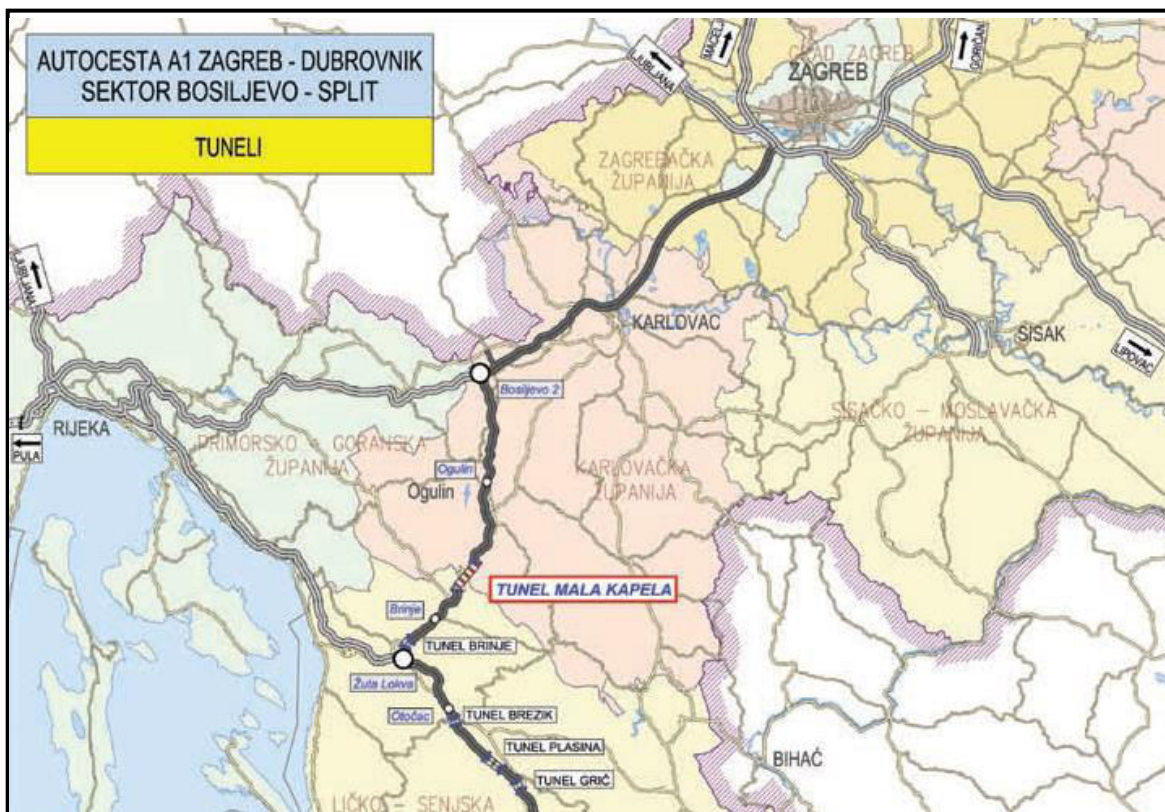 AUTOCESTA A1 ZAGREB - DUBROVNIK
SEKTOR BOSILJEVO - SPLIT
TUNELI
LJUBLJANA
MACELJ
GRAD ZAGREB
ZAGREB
GORIČAN
ZAGREBAČKA
ŽUPANIJA
LJUBLJANA
KARLOVAC
SISAK
LIPOVAC
Bosiljevo 2
RIJEKA
PULA
PRIMORSKO - GORANSKA
ŽUPANIJA
SISAČKO - MOSLAVAČKA
ŽUPANIJA
Ogulin
Ogulin
KARLOVAČKA
ŽUPANIJA
TUNEL MALA KAPELA
Brinje
TUNEL BRINJE
Žuta Lokva
Otočac
TUNEL BREZIK
TUNEL PLASINA
BIHAĆ
TUNEL GRIČ
LIČKO - SENJSKA